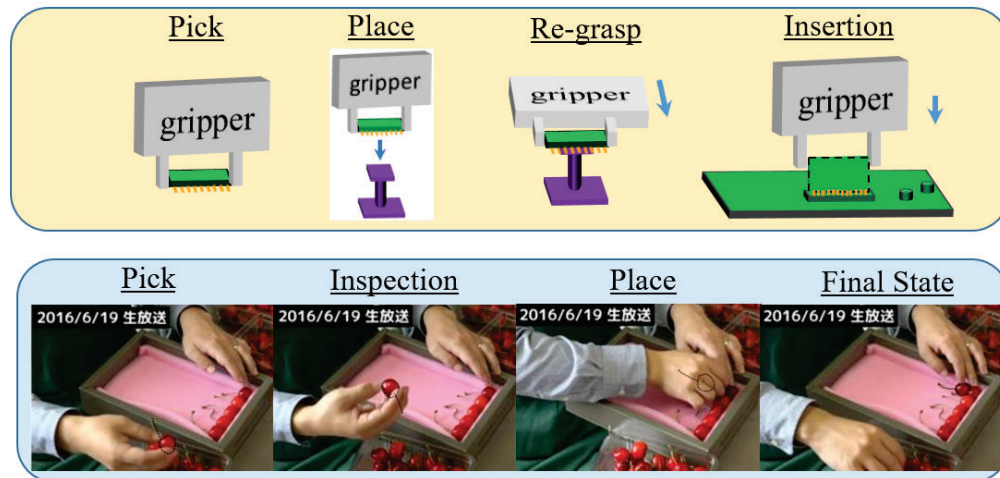 Pick
Place
Re-grasp
Insertion
gripper
gripper
gripper
gripper
Pick
Inspection
Place
Final State
2016/6/19 生放送
2016/6/19 生放送
2016/6/19 生放送
2016/6/19 生放送